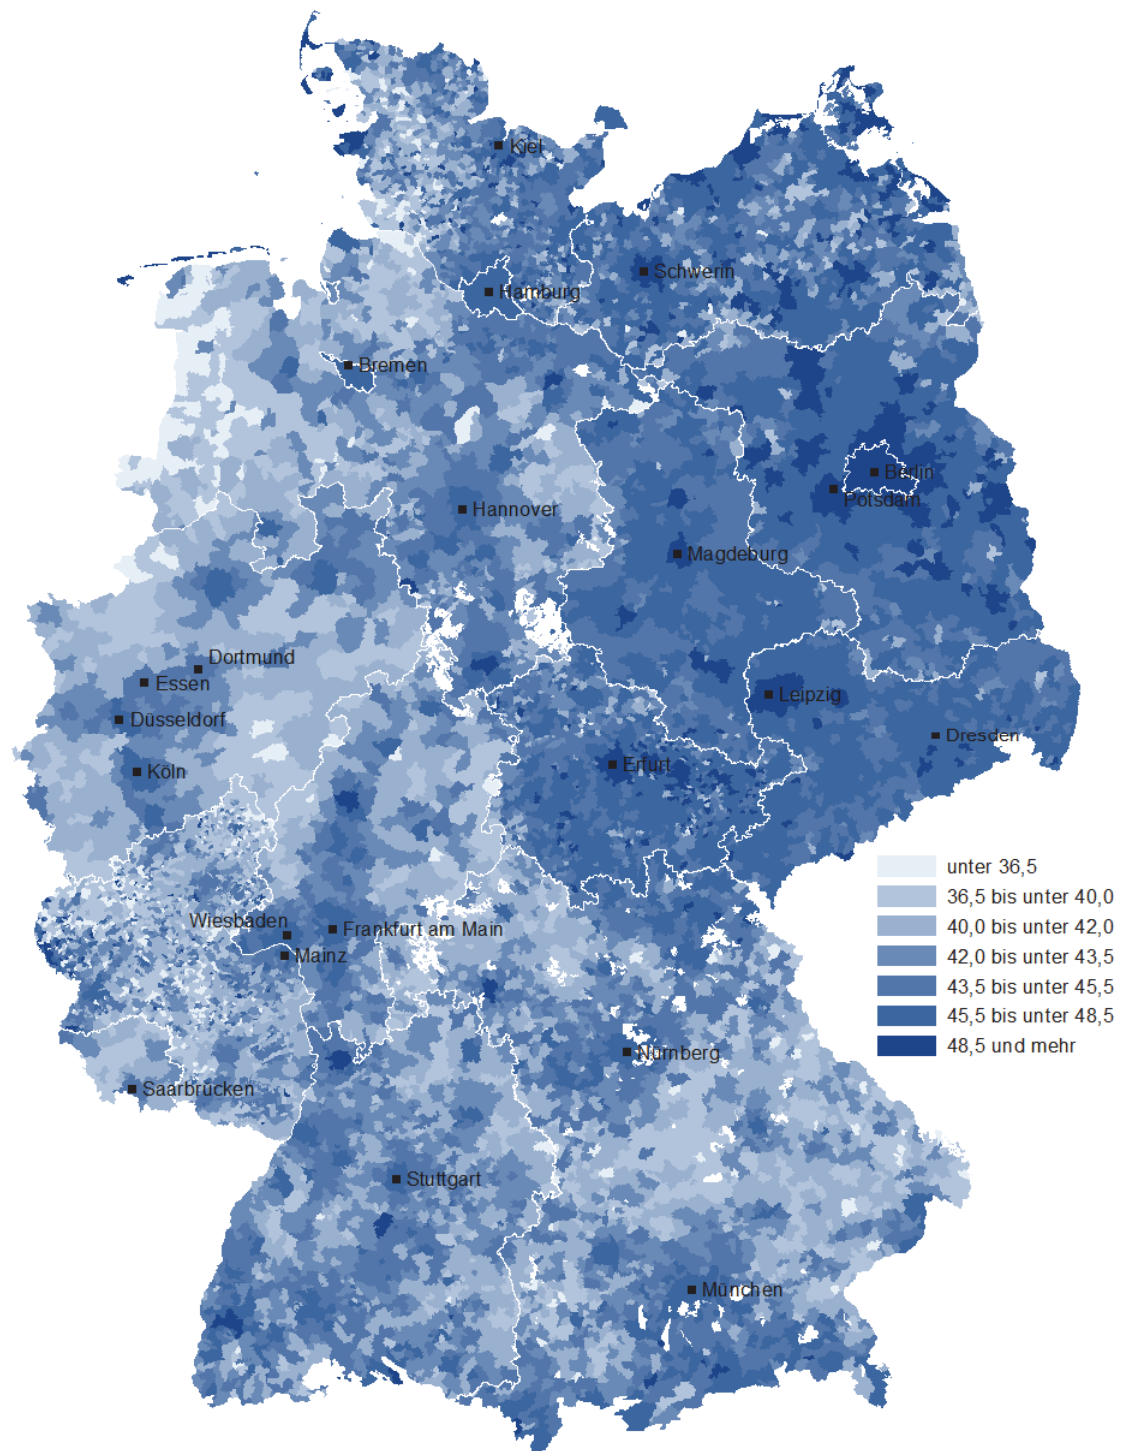 Kiel
Schwerin
Hamburg
Bremen
Berlin
Potsdam
Hannover
Magdeburg
Dortmund
Essen
Leipzig
Düsseldorf
Dresden
Köln
Erfurt
Wiesbaden
Frankfurt am Main
Mainz
Nürnberg
Saarbrücken
Stuttgart
München
unter 36,5
36,5 bis unter 40,0
40,0 bis unter 42,0
42,0 bis unter 43,5
43,5 bis unter 45,5
45,5 bis unter 48,5
48,5 und mehr